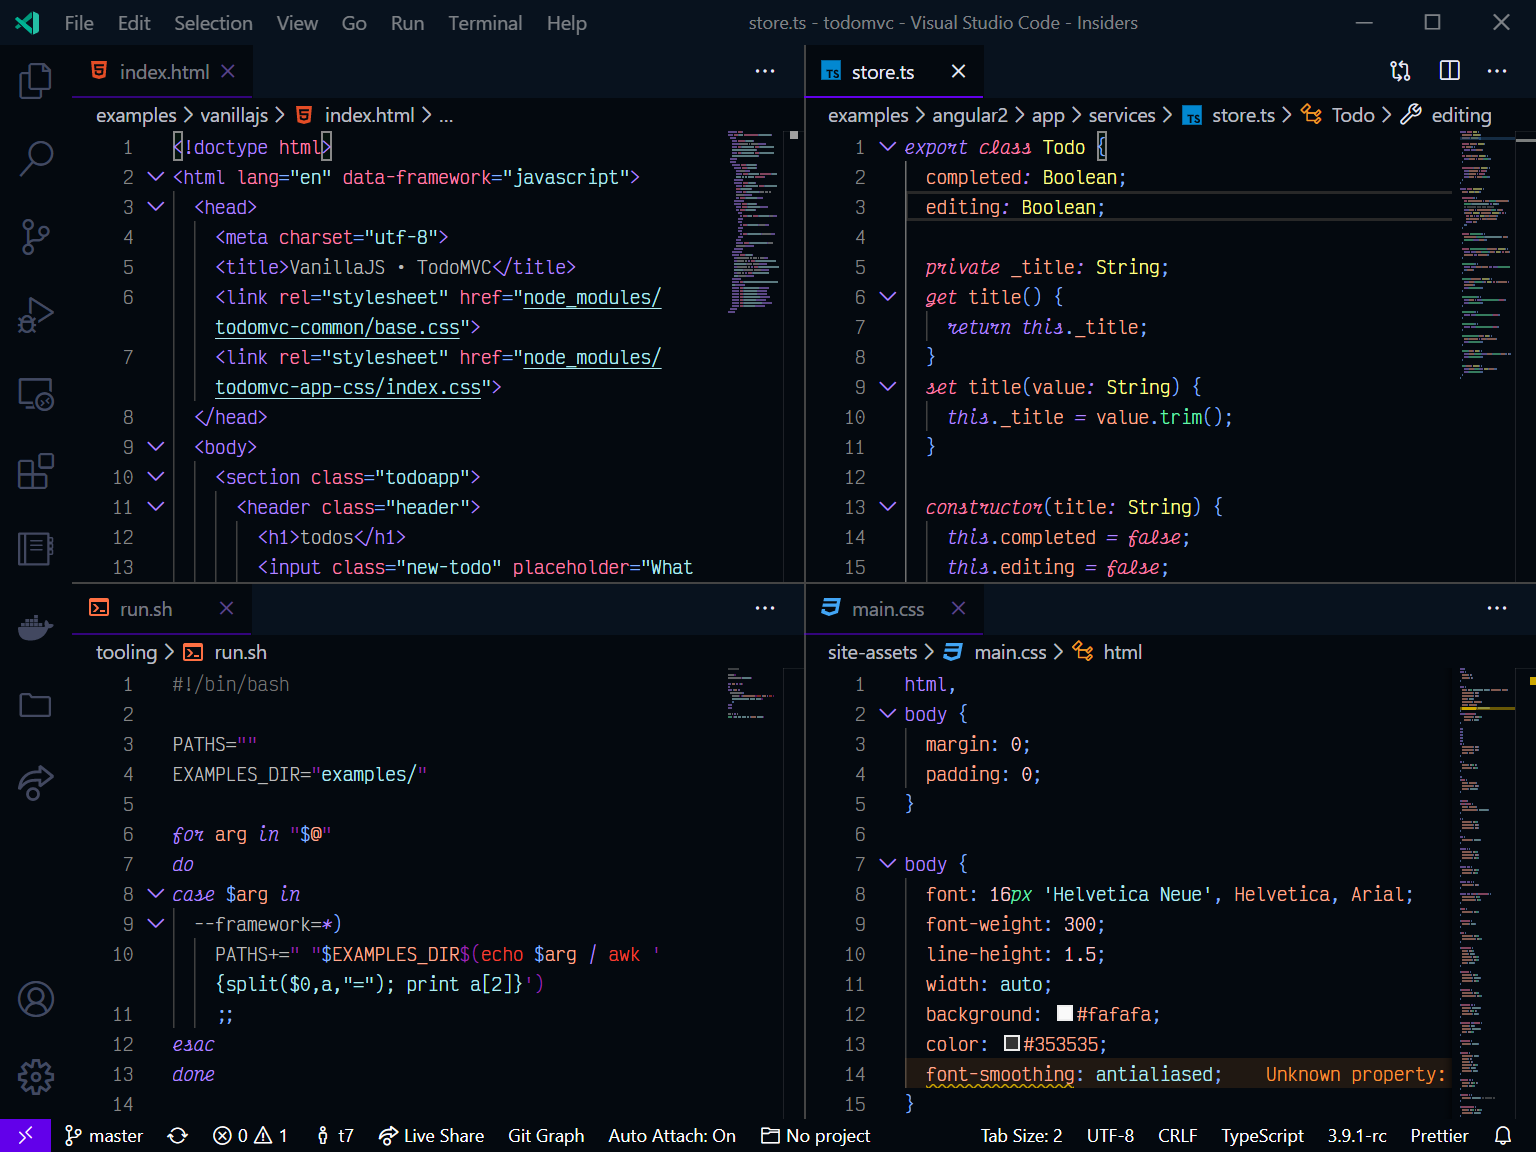 File Edit Selection View Go Run Terminal Help store.ts - todomvc - Visual Studio Code - Insiders
index.html
examples > vanillajs > index.html > ...
1 <!doctype html>
2 <html lang="en" data-framework="javascript">
3 <head>
4 <meta charset="utf-8">
5 <title>VanillaJS • TodoMVC</title>
6 <link rel="stylesheet" href="node_modules/
todomvc-common/base.css">
7 <link rel="stylesheet" href="node_modules/
todomvc-app-css/index.css">
8 </head>
9 <body>
10 <section class="todoapp">
11 <header class="header">
12 <h1>todos</h1>
13 <input class="new-todo" placeholder="What
TS store.ts
examples > angular2 > app > services > TS store.ts > Todo > editing
1 export class Todo {
2 completed: Boolean;
3 editing: Boolean;
4
5 private _title: String;
6 get title() {
7 return this._title;
8 }
9 set title(value: String) {
10 this._title = value.trim();
11 }
12
13 constructor(title: String) {
14 this.completed = false;
15 this.editing = false;
run.sh
tooling > run.sh
1 #!/bin/bash
2
3 PATHS=""
4 EXAMPLES_DIR="examples/"
5
6 for arg in "$@"
7 do
8 case $arg in
9 --framework=*)
10 PATHS+=" "$EXAMPLES_DIR$(echo $arg | awk '
{split($0,a,"="); print a[2]}')
11 ;;
12 esac
13 done
14
main.css
site-assets > main.css > html
1 html,
2 body {
3 margin: 0;
4 padding: 0;
5 }
6
7 body {
8 font: 16px 'Helvetica Neue', Helvetica, Arial;
9 font-weight: 300;
10 line-height: 1.5;
11 width: auto;
12 background: #fafafa;
13 color: #353535;
14 font-smoothing: antialiased; Unknown property:
15 }
master 0 1 t7 Live Share Git Graph Auto Attach: On No project Tab Size: 2 UTF-8 CRLF TypeScript 3.9.1-rc Prettier